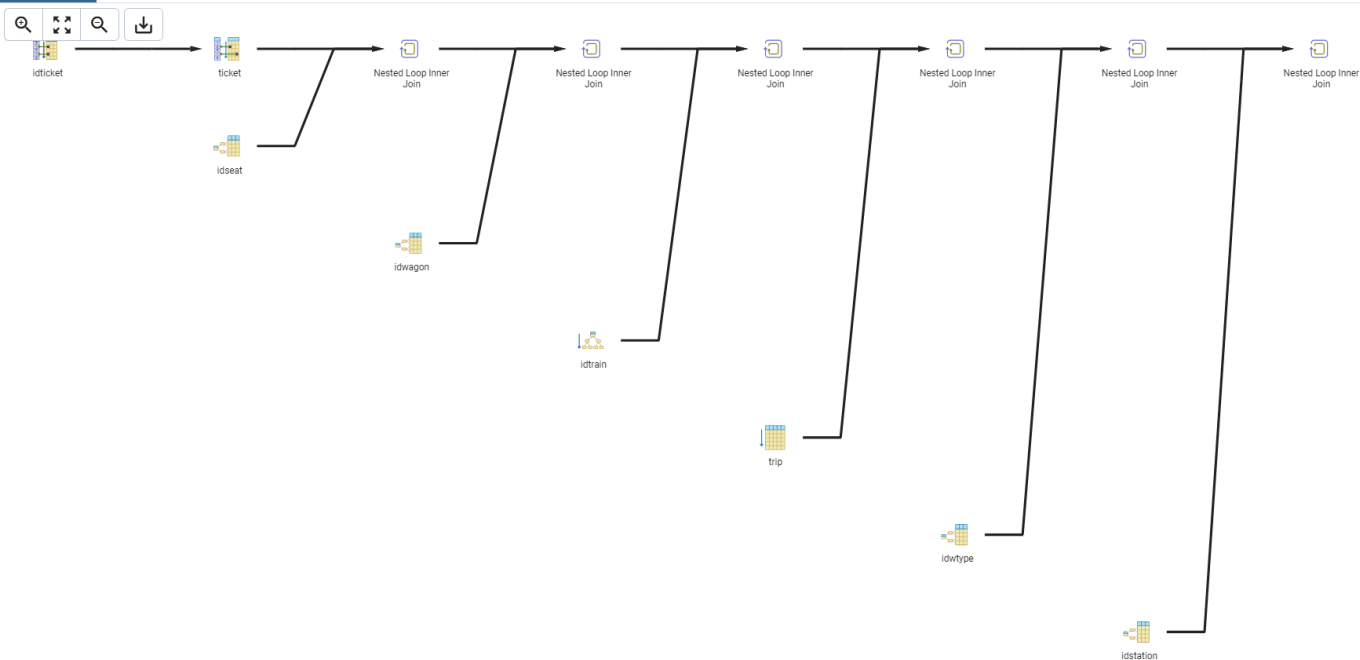 idticket
ticket
Nested Loop Inner
Join
Nested Loop Inner
Join
Nested Loop Inner
Join
Nested Loop Inner
Join
Nested Loop Inner
Join
Nested Loop Inner
Join
idseat
idwagon
idtrain
trip
idwtype
idstation